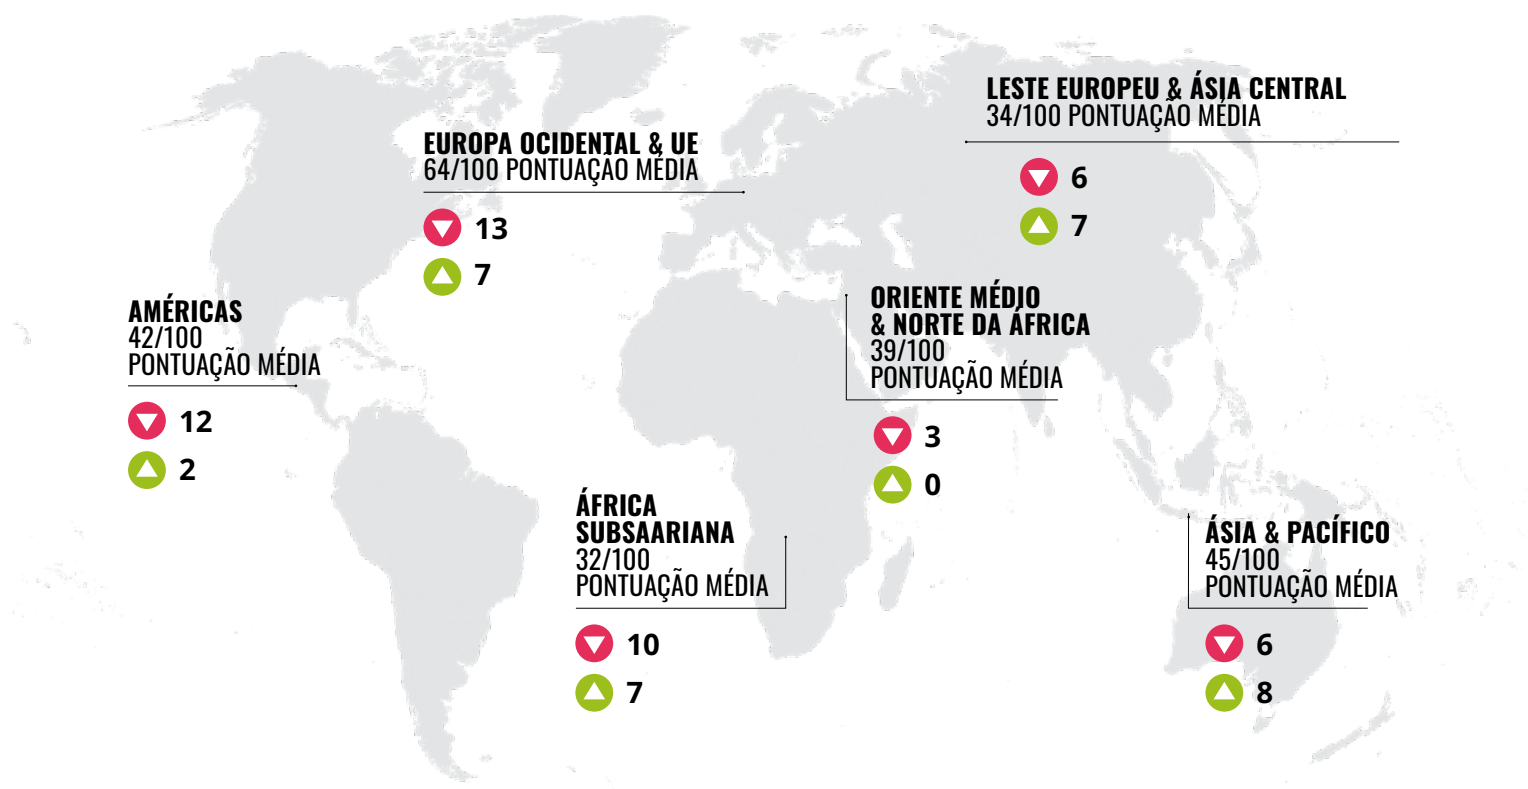 LESTE EUROPEU & ÁSIA CENTRAL
34/100 PONTUAÇÃO MÉDIA
6
7
EUROPA OCIDENTAL & UE
64/100 PONTUAÇÃO MÉDIA
13
7
AMÉRICAS
42/100
PONTUAÇÃO MÉDIA
12
2
ORIENTE MÉDIO
& NORTE DA ÁFRICA
39/100
PONTUAÇÃO MÉDIA
3
0
ÁFRICA
SUBSAARIANA
32/100
PONTUAÇÃO MÉDIA
10
7
ÁSIA & PACÍFICO
45/100
PONTUAÇÃO MÉDIA
6
8